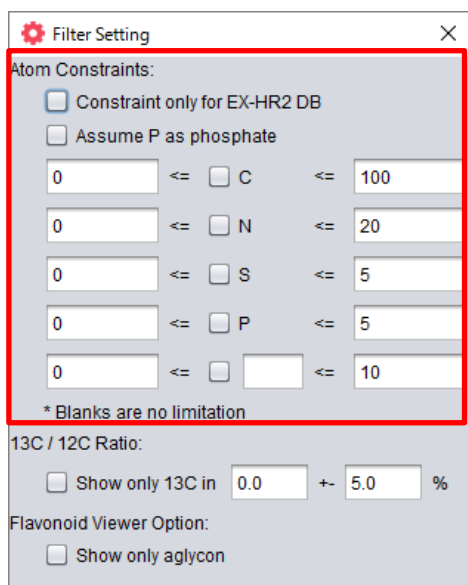 Filter Setting
Atom Constraints:
Constraint only for EX-HR2 DB
Assume P as phosphate
0 <= C <= 100
0 <= N <= 20
0 <= S <= 5
0 <= P <= 5
0 <= <= 10
* Blanks are no limitation
13C / 12C Ratio:
Show only 13C in 0.0 +- 5.0 %
Flavonoid Viewer Option:
Show only aglycon